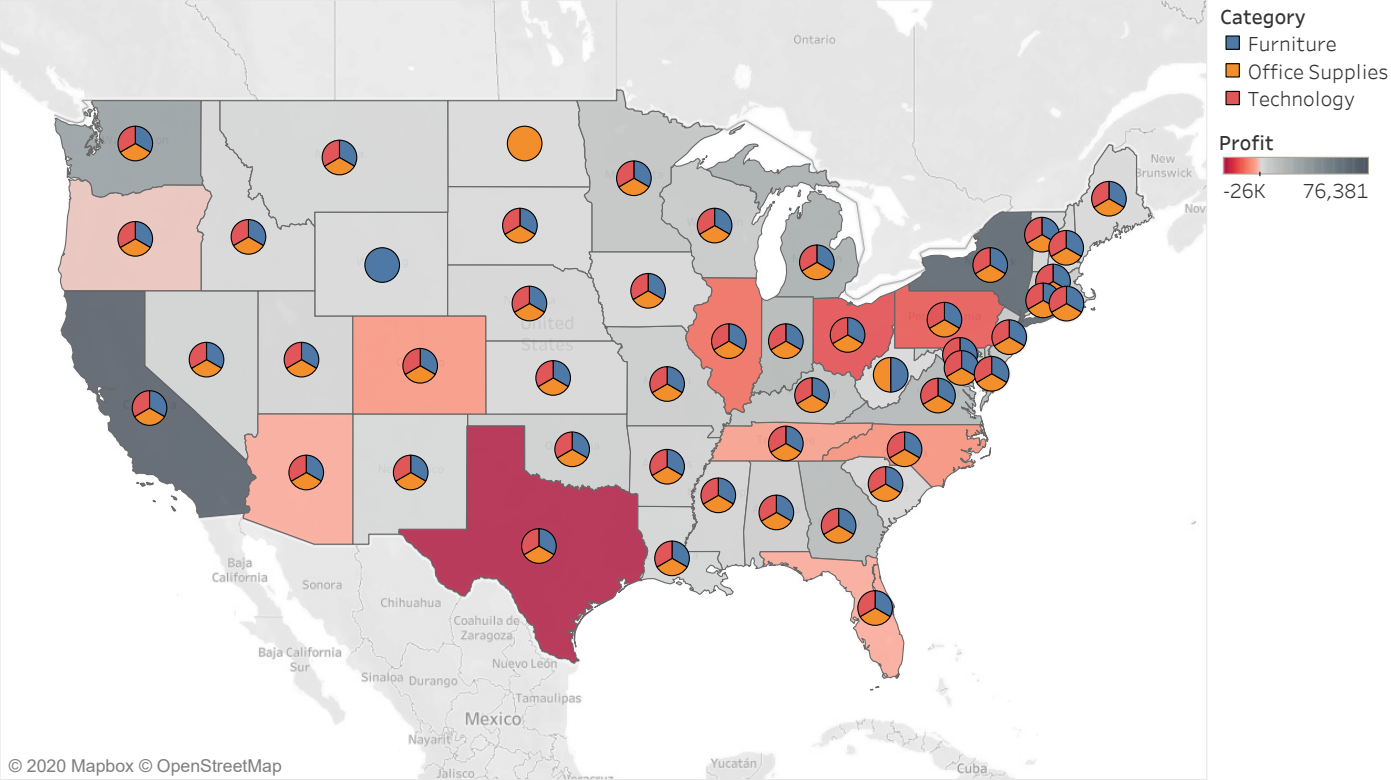 Category
Furniture
Office Supplies
Technology
Profit
-26K 76,381
Ontario
New
Brunswick
United
States
Baja
California
Sonora
Chihuahua
Coahuila de
Zaragoza
Baja California
Sur
Nuevo León
Sinaloa
Durango
Tamaulipas
Mexico
Nayarit
Jalisco
Veracruz
Yucatán
Cuba
© 2020 Mapbox © OpenStreetMap